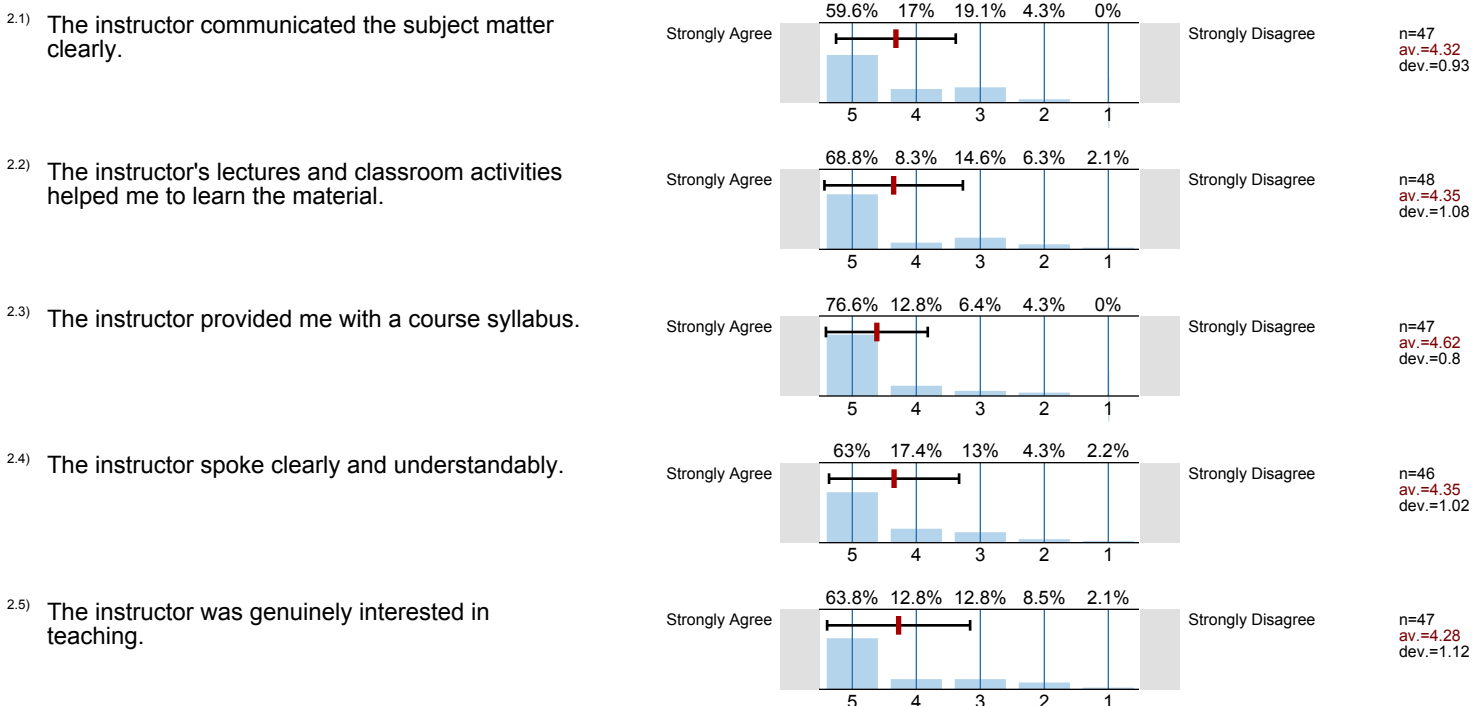 2.1) The instructor communicated the subject matter
clearly.
Strongly Agree
59.6% 17% 19.1% 4.3% 0%
5 4 3 2 1
Strongly Disagree
n=47
av.=4.32
dev.=0.93
2.2) The instructor's lectures and classroom activities
helped me to learn the material.
Strongly Agree
68.8% 8.3% 14.6% 6.3% 2.1%
5 4 3 2 1
Strongly Disagree
n=48
av.=4.35
dev.=1.08
2.3) The instructor provided me with a course syllabus.
Strongly Agree
76.6% 12.8% 6.4% 4.3% 0%
5 4 3 2 1
Strongly Disagree
n=47
av.=4.62
dev.=0.8
2.4) The instructor spoke clearly and understandably.
Strongly Agree
63% 17.4% 13% 4.3% 2.2%
5 4 3 2 1
Strongly Disagree
n=46
av.=4.35
dev.=1.02
2.5) The instructor was genuinely interested in
teaching.
Strongly Agree
63.8% 12.8% 12.8% 8.5% 2.1%
5 4 3 2 1
Strongly Disagree
n=47
av.=4.28
dev.=1.12